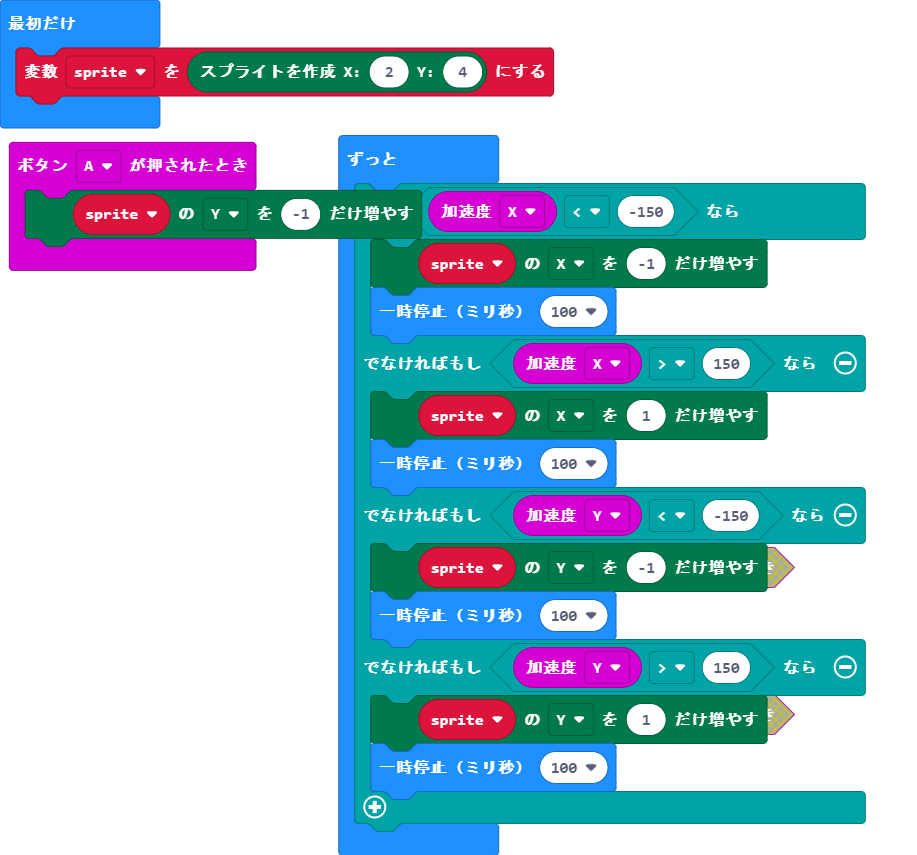 最初だけ
変数 sprite を スプライトを作成 X: 2 Y: 4 にする
ボタン A が押されたとき
sprite の Y を -1 だけ増やす
ずっと
加速度 X < -150 なら
sprite の X を -1 だけ増やす
一時停止（ミリ秒） 100
でなければもし 加速度 X > 150 なら
sprite の X を 1 だけ増やす
一時停止（ミリ秒） 100
でなければもし 加速度 Y < -150 なら
sprite の Y を -1 だけ増やす
一時停止（ミリ秒） 100
でなければもし 加速度 Y > 150 なら
sprite の Y を 1 だけ増やす
一時停止（ミリ秒） 100